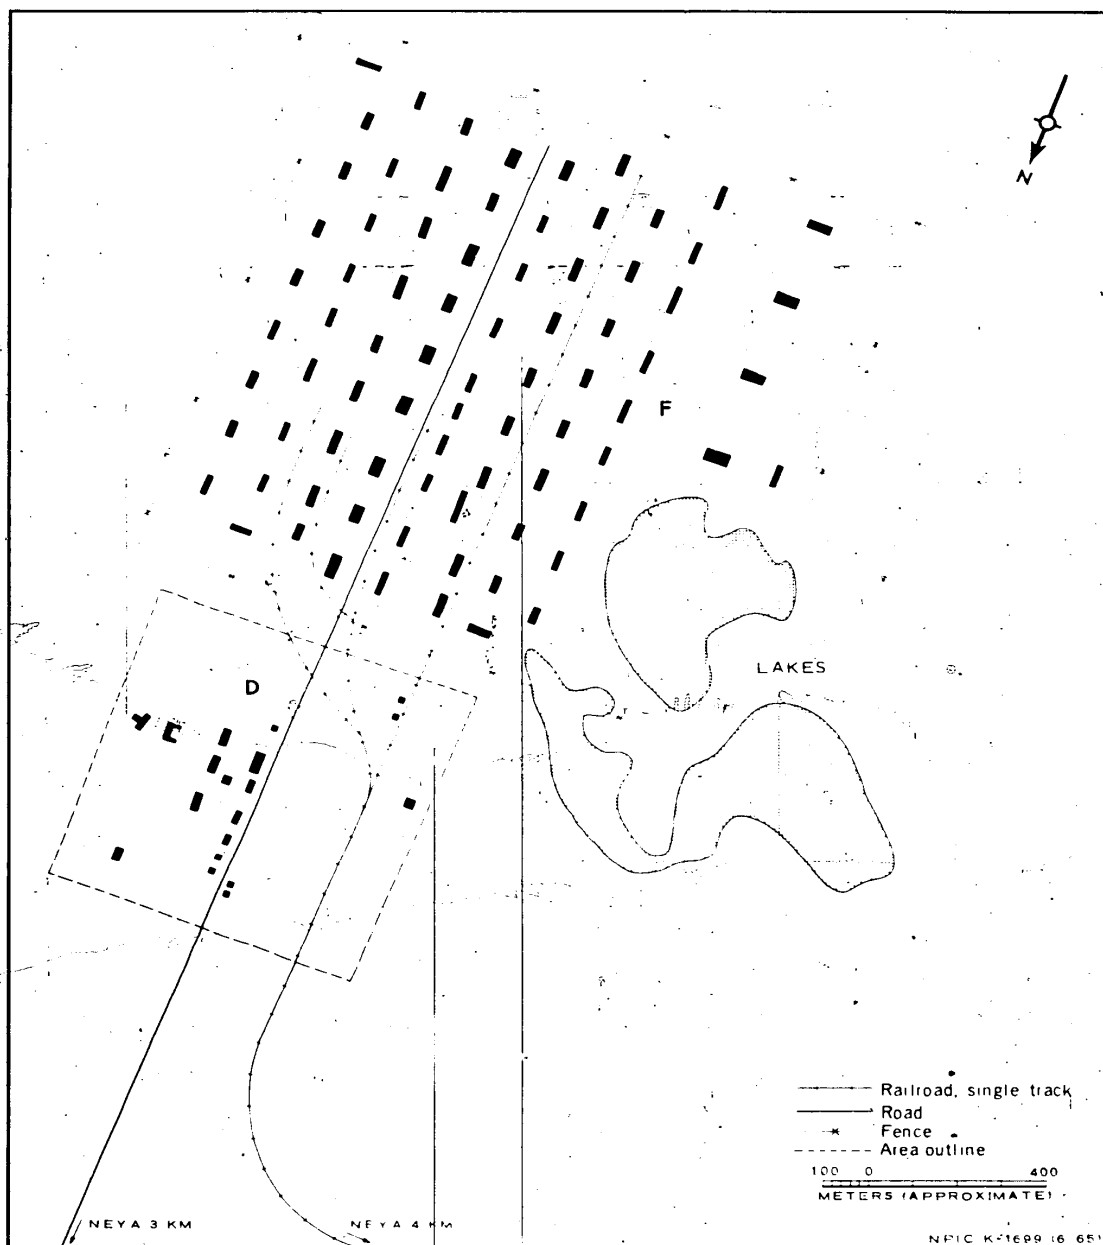 N
F
LAKES
D
Railroad, single track
Road
Fence
Area outline
100 0 400
METERS (APPROXIMATE)
NEYA 3 KM
NEYA 4 KM
NPIC K-1699 (6 65)